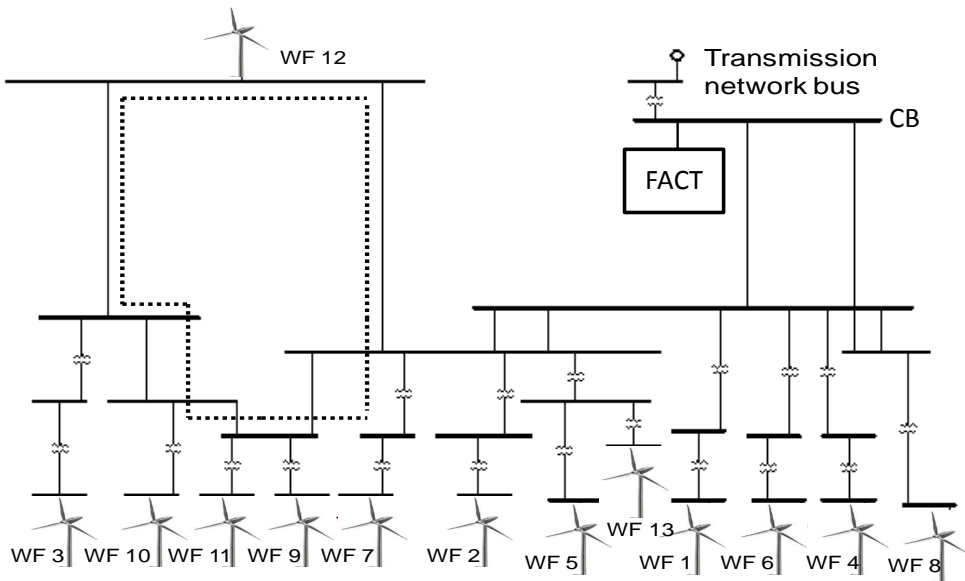 WF 12
Transmission
network bus
CB
FACT
WF 13
WF 3
WF 10
WF 11
WF 9
WF 7
WF 2
WF 5
WF 1
WF 6
WF 4
WF 8